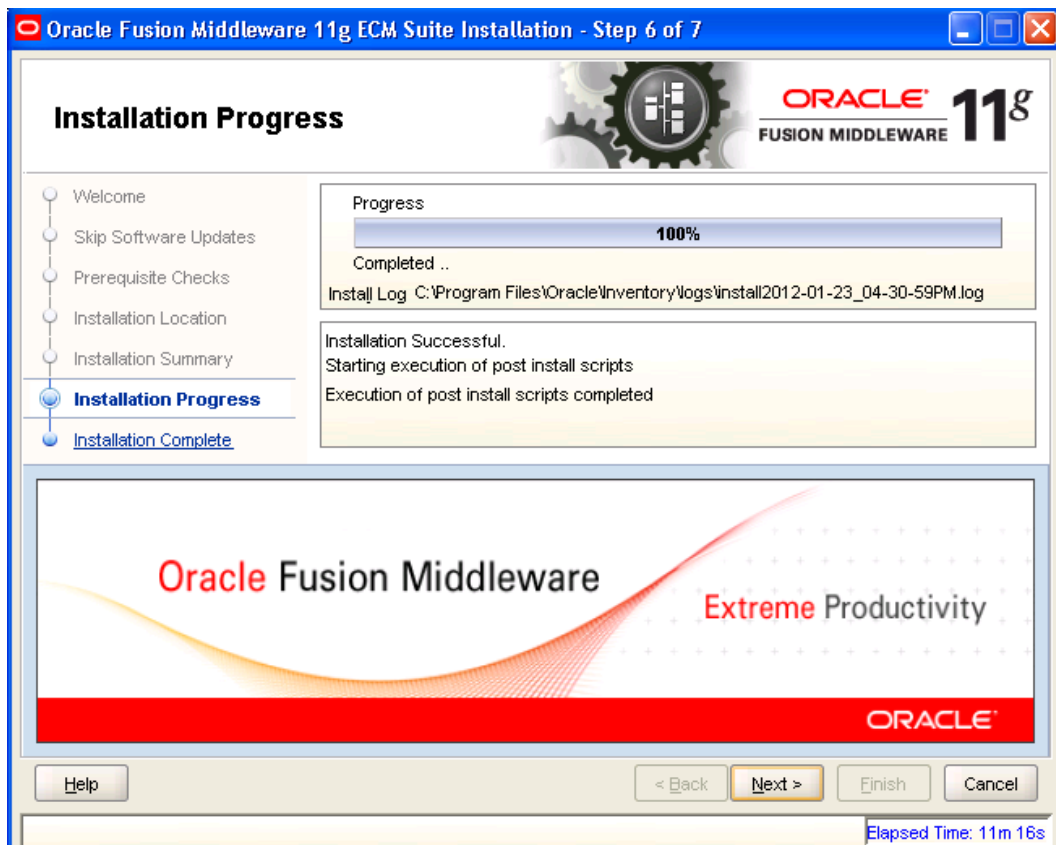 Oracle Fusion Middleware 11g ECM Suite Installation - Step 6 of 7
Installation Progress
ORACLE
FUSION MIDDLEWARE
11g
Welcome
Skip Software Updates
Prerequisite Checks
Installation Location
Installation Summary
Installation Progress
Installation Complete
Progress
100%
Completed ..
Install Log C:\Program Files\Oracle\Inventory\logs\install2012-01-23_04-30-59PM.log
Installation Successful.
Starting execution of post install scripts
Execution of post install scripts completed
Oracle Fusion Middleware
Extreme Productivity
ORACLE
Help
< Back
Next >
Finish
Cancel
Elapsed Time: 11m 16s